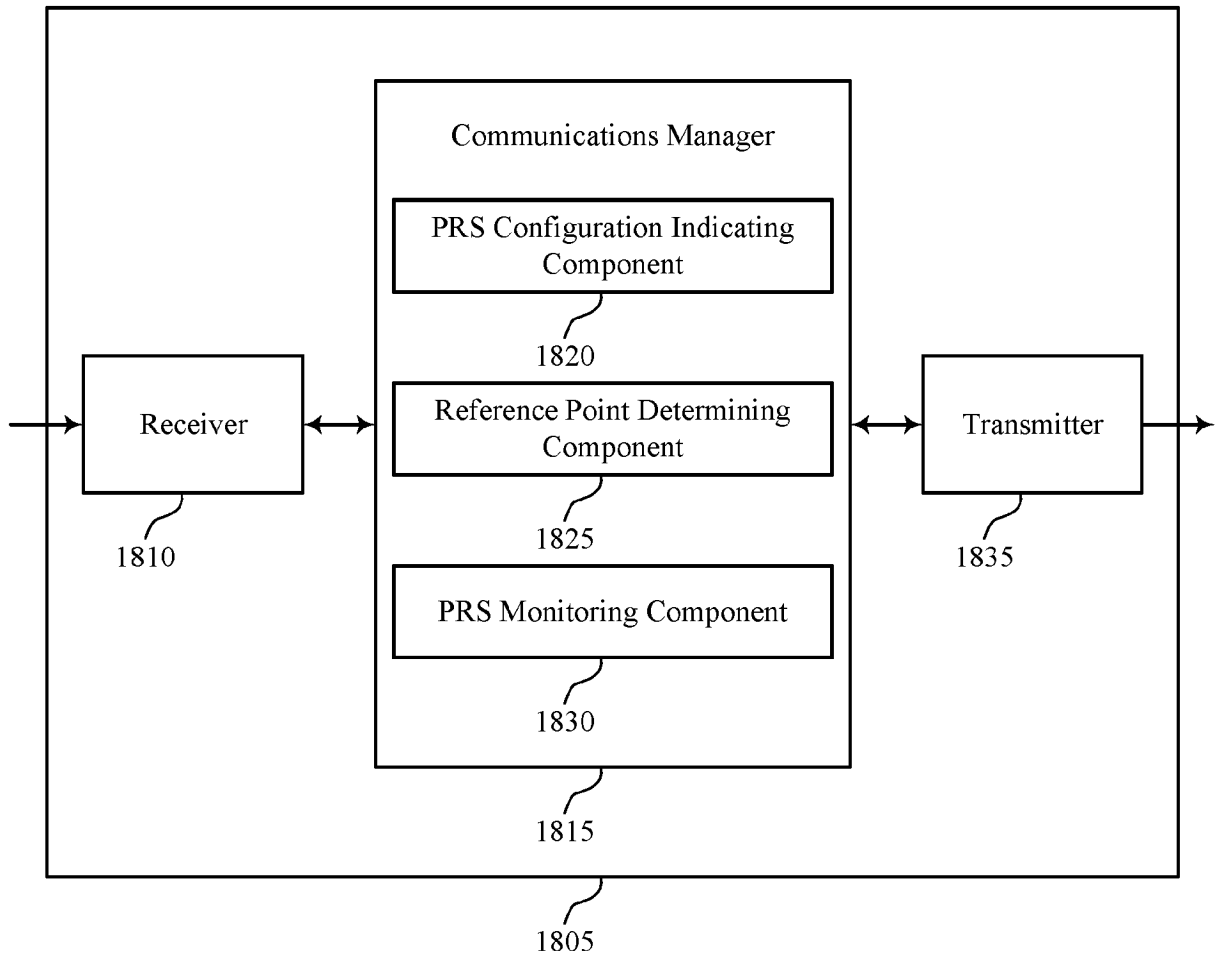 Communications Manager
PRS Configuration Indicating
Component
1820
Receiver
1810
Reference Point Determining
Component
1825
Transmitter
1835
PRS Monitoring Component
1830
1815
1805